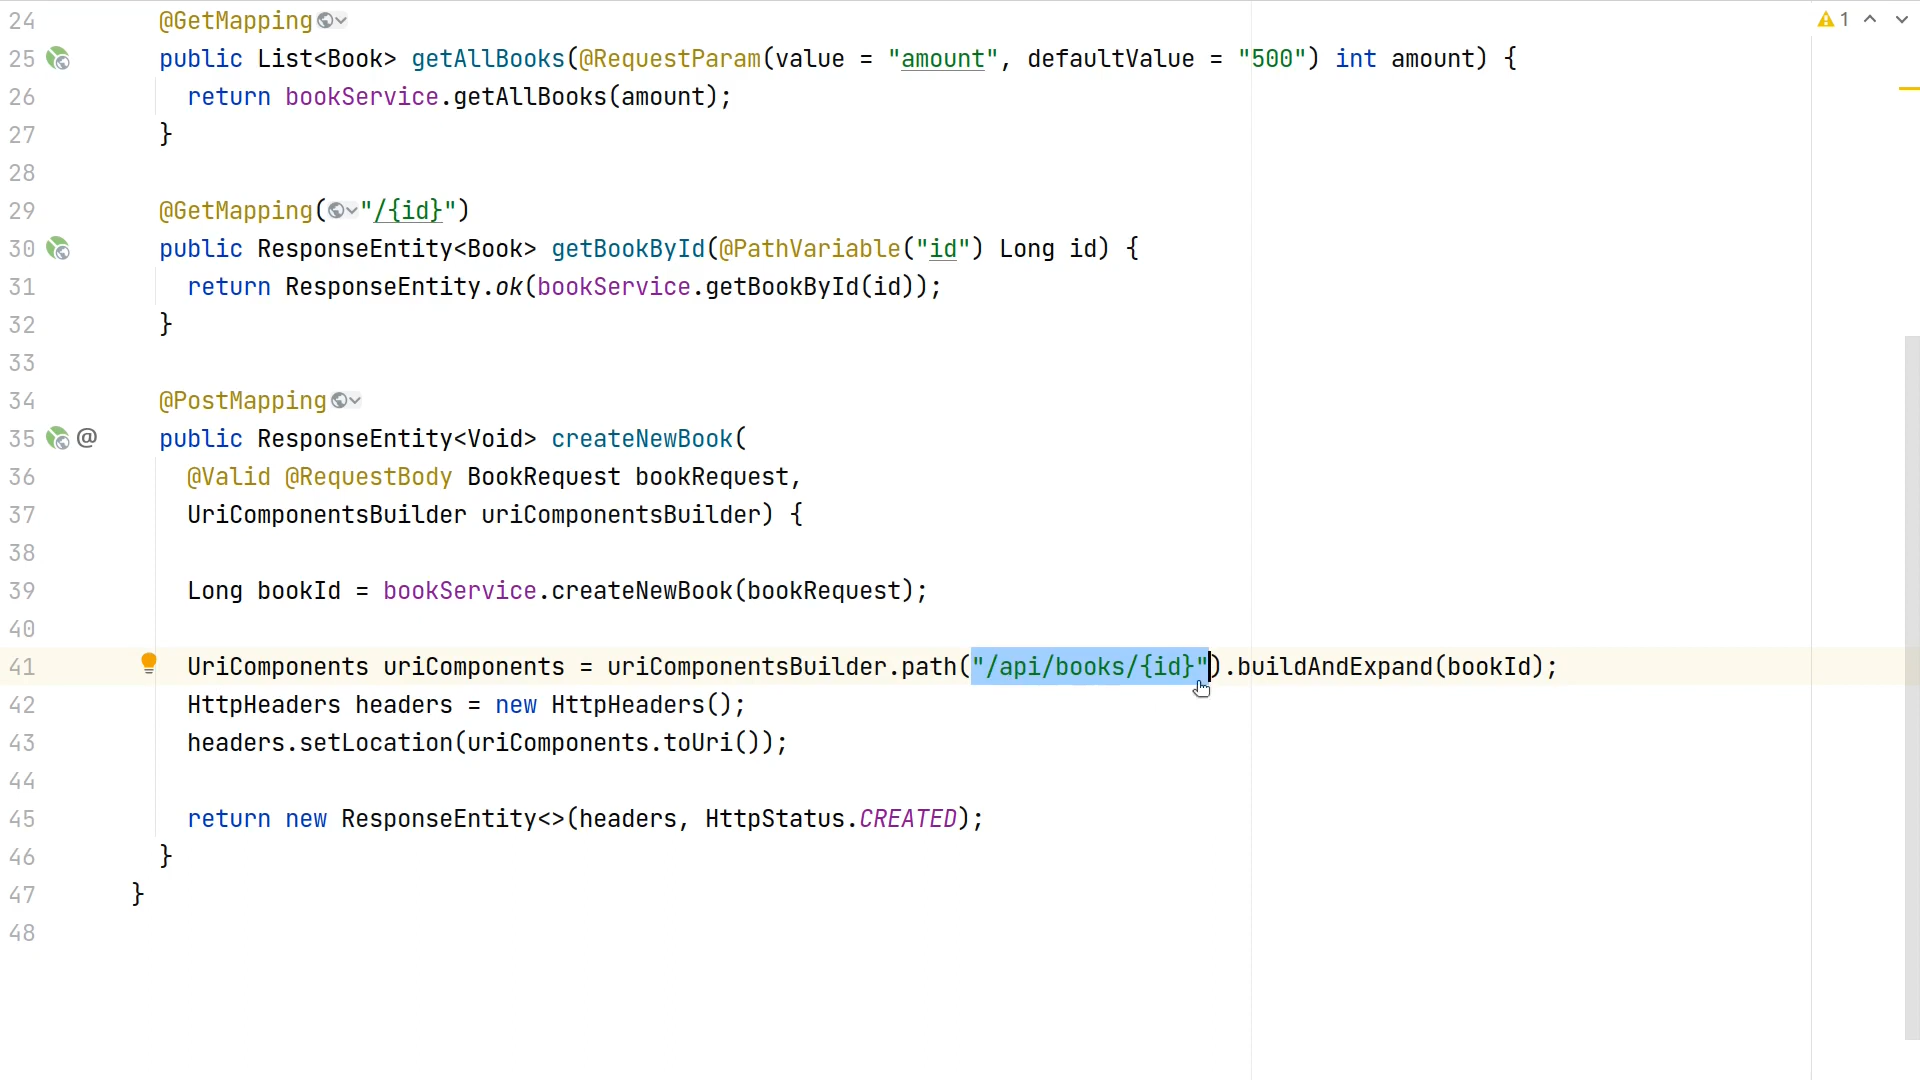 24 @GetMapping
25 public List<Book> getAllBooks(@RequestParam(value = "amount", defaultValue = "500") int amount) {
26 return bookService.getAllBooks(amount);
27 }
28
29 @GetMapping("/{id}")
30 public ResponseEntity<Book> getBookById(@PathVariable("id") Long id) {
31 return ResponseEntity.ok(bookService.getBookById(id));
32 }
33
34 @PostMapping
35 @ public ResponseEntity<Void> createNewBook(
36 @Valid @RequestBody BookRequest bookRequest,
37 UriComponentsBuilder uriComponentsBuilder) {
38
39 Long bookId = bookService.createNewBook(bookRequest);
40
41 UriComponents uriComponents = uriComponentsBuilder.path("/api/books/{id}").buildAndExpand(bookId);
42 HttpHeaders headers = new HttpHeaders();
43 headers.setLocation(uriComponents.toUri());
44
45 return new ResponseEntity<>(headers, HttpStatus.CREATED);
46 }
47 }
48
1